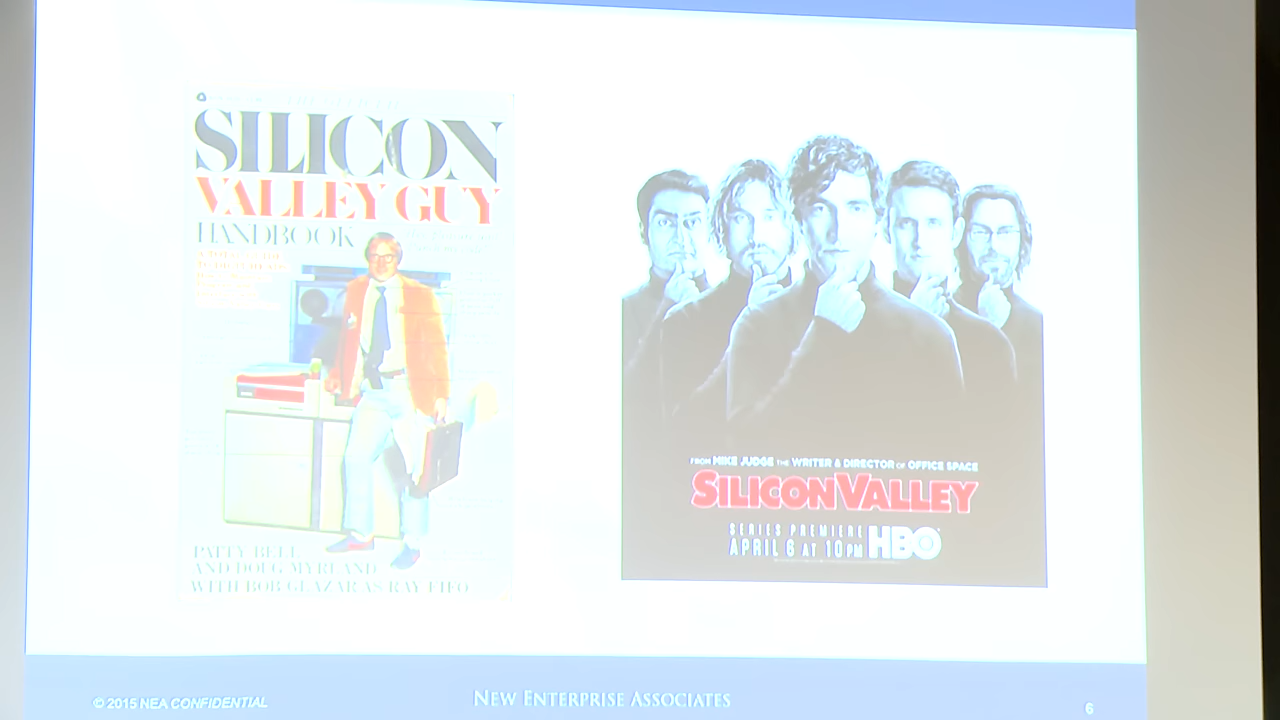 SILICON
VALLEY GUY
HANDBOOK
PATTY BELL
AND DOUG MYRLAND
WITH BOB GLAZAR AS RAY FIFO
FROM MIKE JUDGE THE WRITER & DIRECTOR OF OFFICE SPACE
SILICON VALLEY
SERIES PREMIERE
APRIL 6 AT 10PM HBO
© 2015 NEA CONFIDENTIAL
NEW ENTERPRISE ASSOCIATES
6